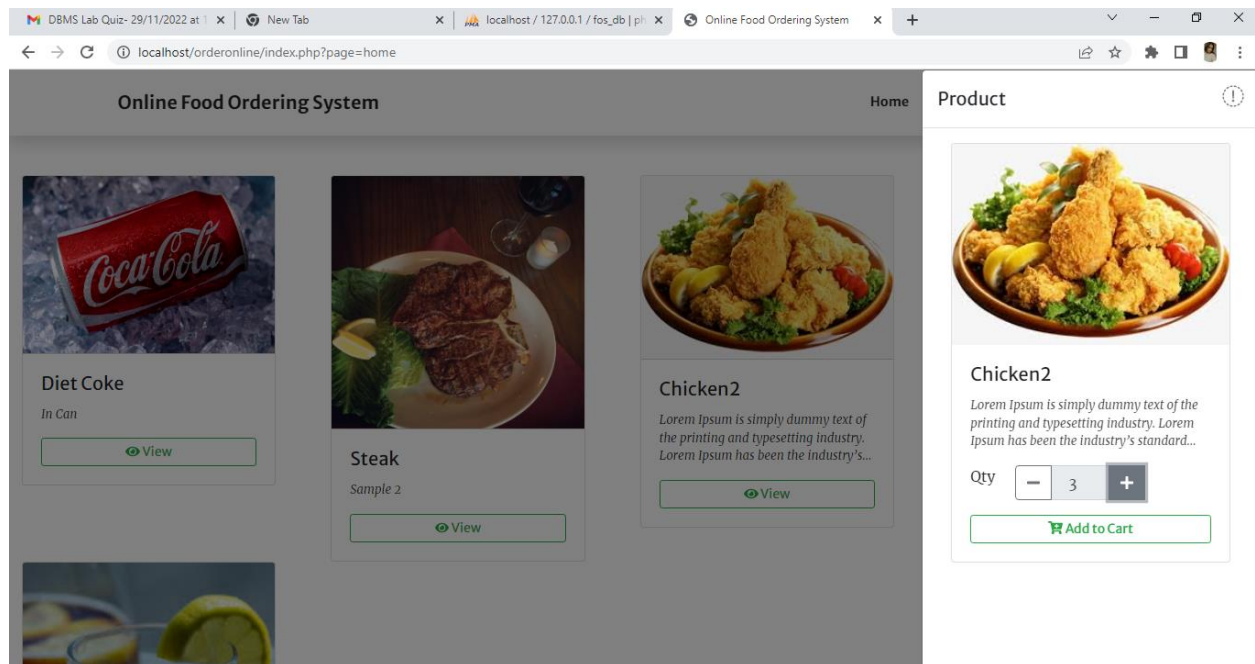 DBMS Lab Quiz- 29/11/2022 at
New Tab
localhost / 127.0.0.1 / fos_db | ph
Online Food Ordering System
localhost/orderonline/index.php?page=home
Online Food Ordering System
Home
Coca-Cola
Diet Coke
In Can
View
Steak
Sample 2
View
Chicken2
Lorem Ipsum is simply dummy text of
the printing and typesetting industry.
Lorem Ipsum has been the industry's...
View
Product
Chicken2
Lorem Ipsum is simply dummy text of the
printing and typesetting industry. Lorem
Ipsum has been the industry's standard...
Qty − 3 +
Add to Cart